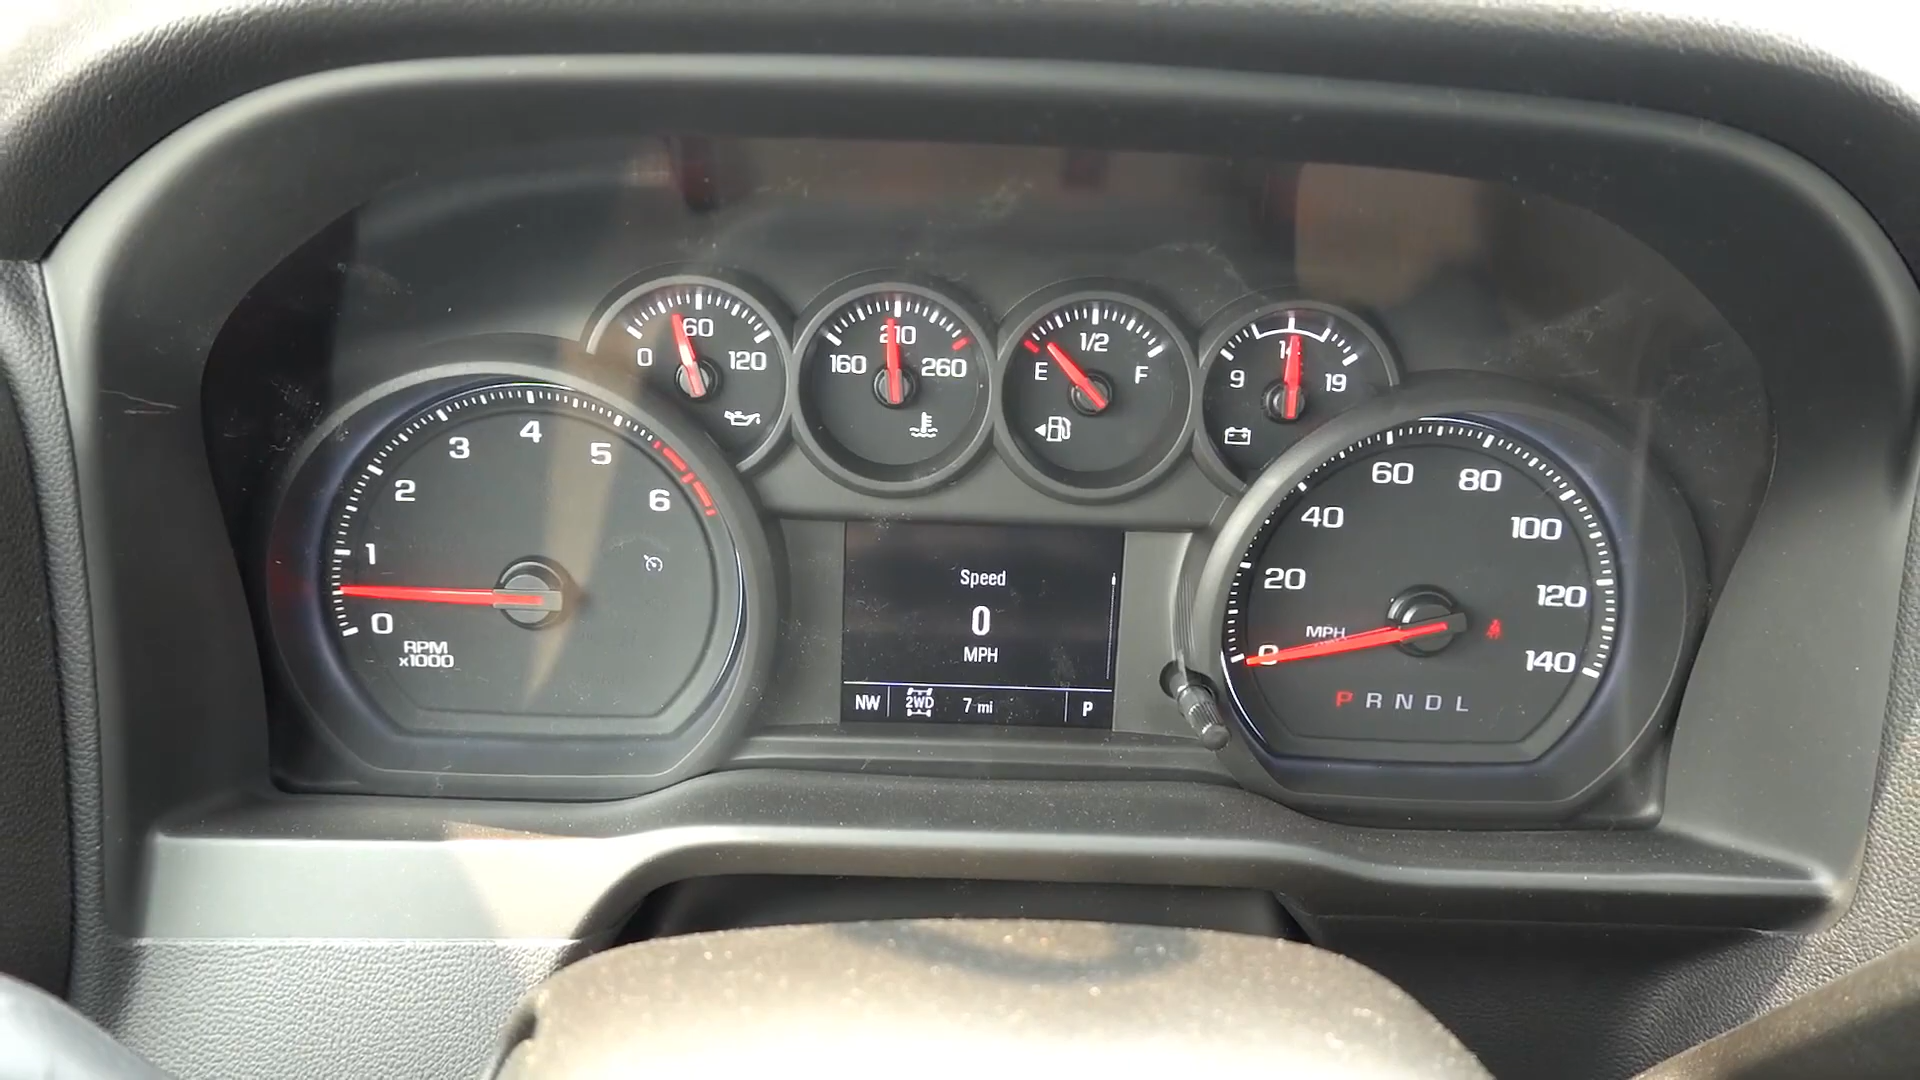 0 60 120
160 210 260
E 1/2 F
9 14 19
0 1 2 3 4 5 6
RPM
x1000
Speed
0
MPH
NW 2WD 7 mi P
0 20 40 60 80 100 120 140
MPH
P R N D L